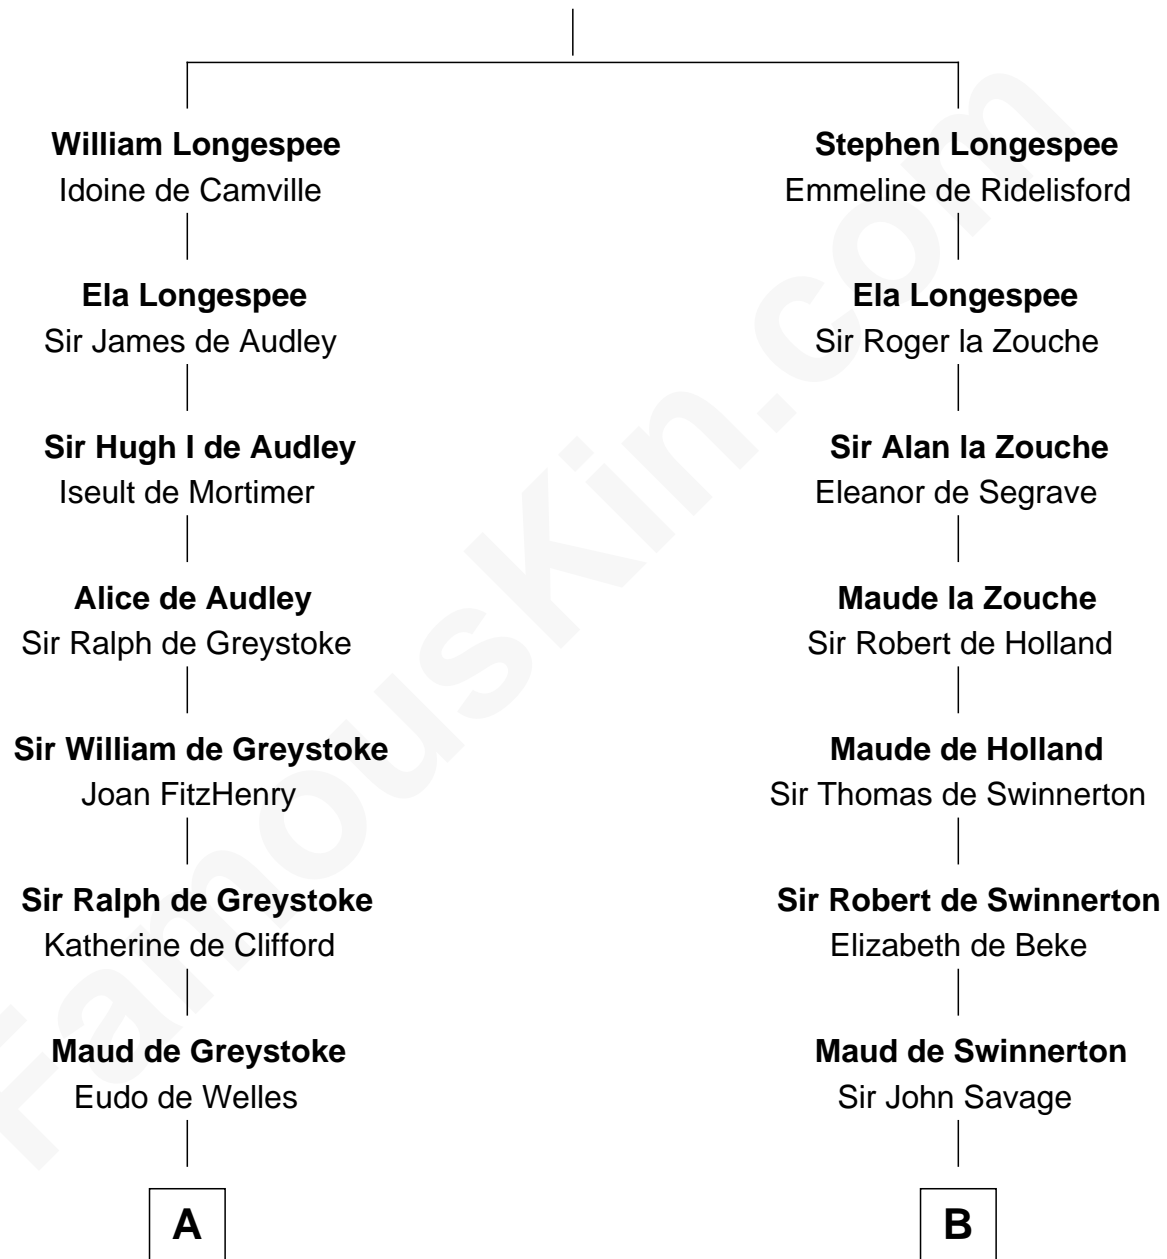 William Longespee
Idoine de Camville
Ela Longespee
Sir James de Audley
Sir Hugh I de Audley
Iseult de Mortimer
Alice de Audley
Sir Ralph de Greystoke
Sir William de Greystoke
Joan FitzHenry
Sir Ralph de Greystoke
Katherine de Clifford
Maud de Greystoke
Eudo de Welles
A
Stephen Longespee
Emmeline de Ridelisford
Ela Longespee
Sir Roger la Zouche
Sir Alan la Zouche
Eleanor de Segrave
Maude la Zouche
Sir Robert de Holland
Maude de Holland
Sir Thomas de Swinnerton
Sir Robert de Swinnerton
Elizabeth de Beke
Maud de Swinnerton
Sir John Savage
B
FamousKin.com